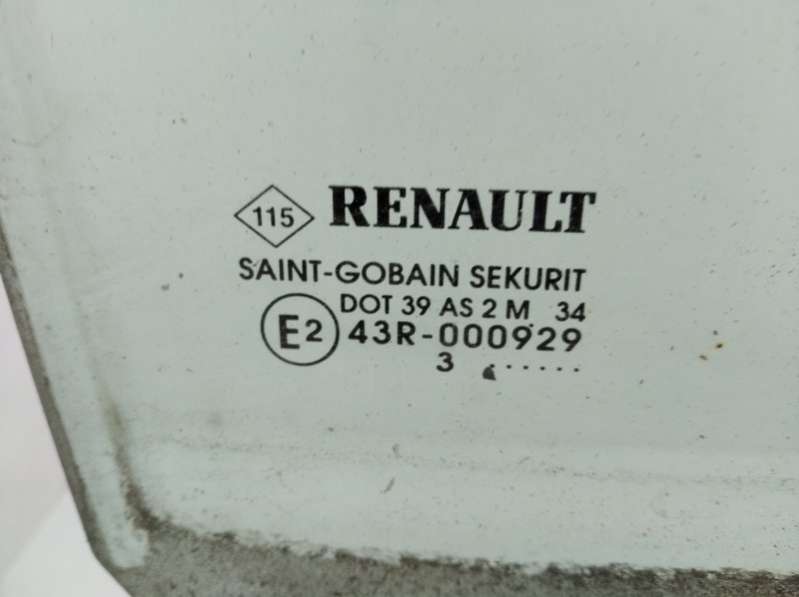 115 RENAULT
SAINT-GOBAIN SEKURIT
DOT 39 AS 2 M 34
E2 43R-000929
3 ......